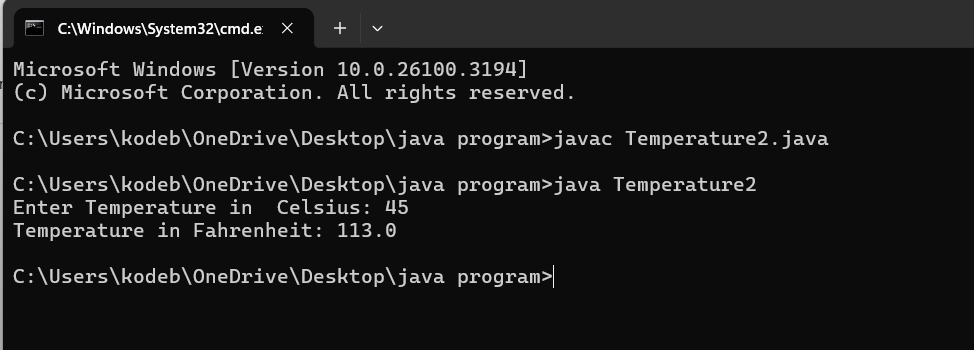 C:\Windows\System32\cmd.e
Microsoft Windows [Version 10.0.26100.3194]
(c) Microsoft Corporation. All rights reserved.
C:\Users\kodeb\OneDrive\Desktop\java program>javac Temperature2.java
C:\Users\kodeb\OneDrive\Desktop\java program>java Temperature2
Enter Temperature in  Celsius: 45
Temperature in Fahrenheit: 113.0
C:\Users\kodeb\OneDrive\Desktop\java program>